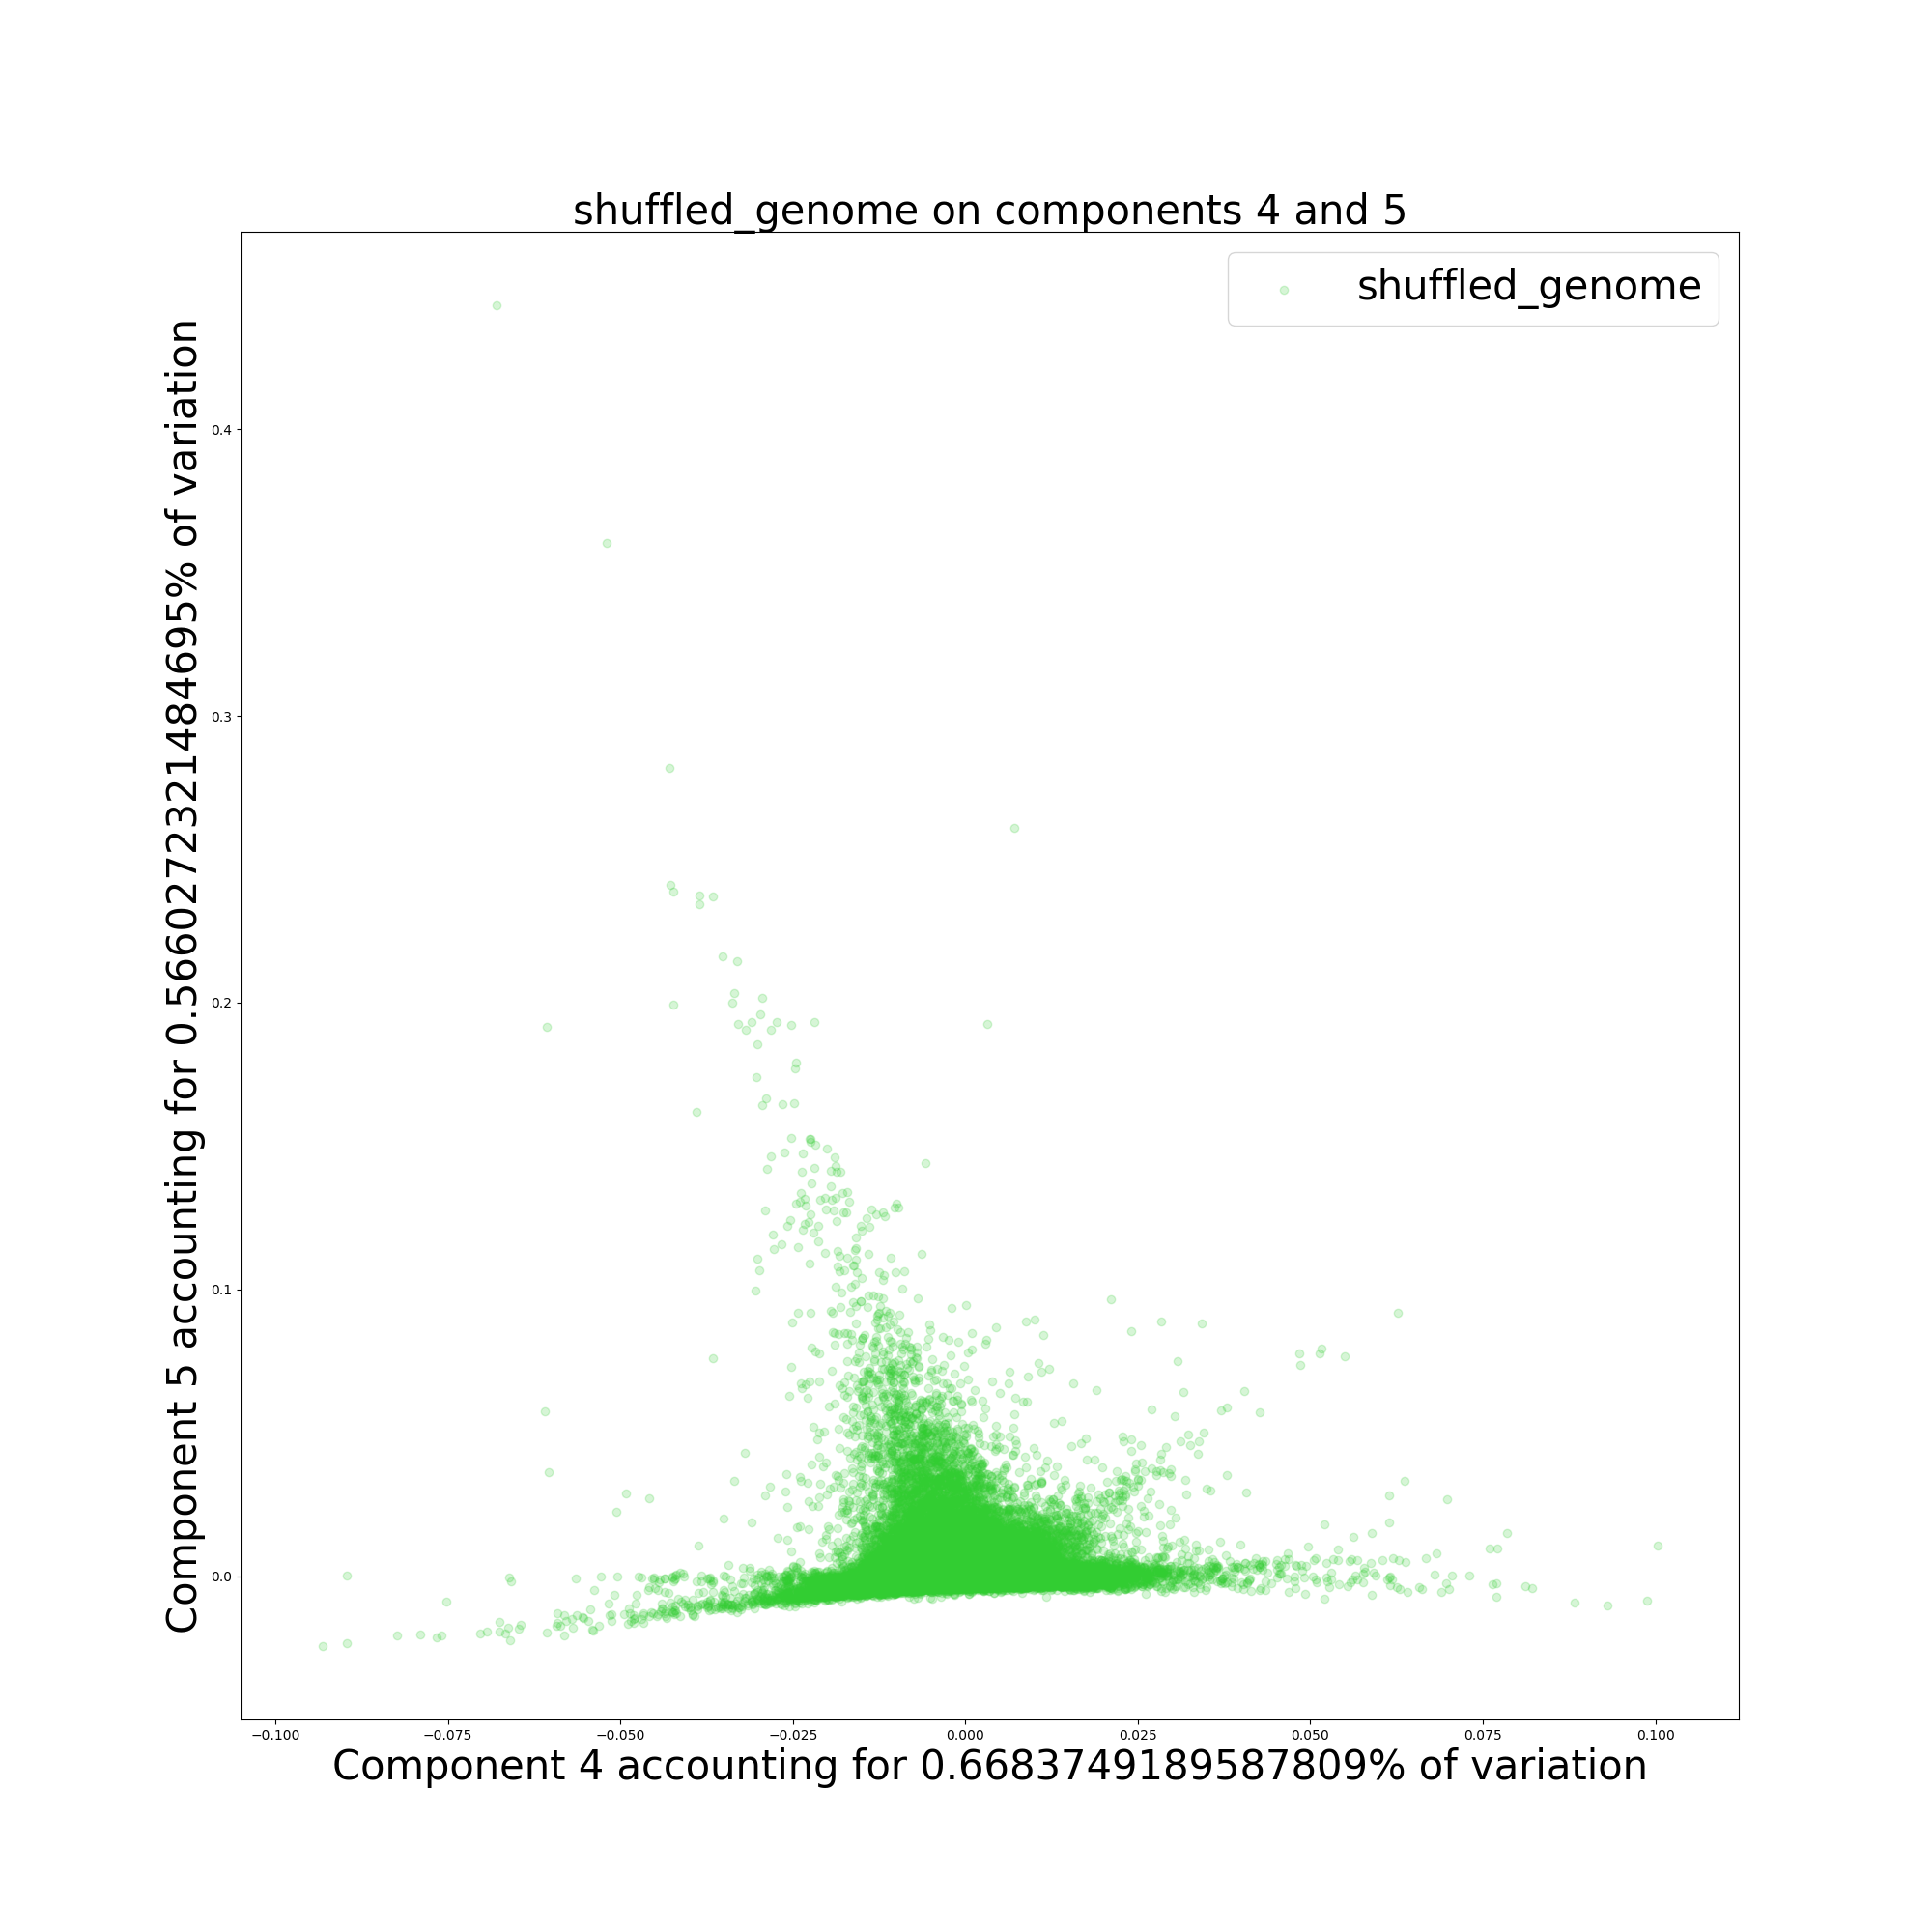 shuffled_genome on components 4 and 5
shuffled_genome
Component 5 accounting for 0.5660272321484695% of variation
0.4
0.3
0.2
0.1
0.0
−0.100 −0.075 −0.050 −0.025 0.000 0.025 0.050 0.075 0.100
Component 4 accounting for 0.6683749189587809% of variation